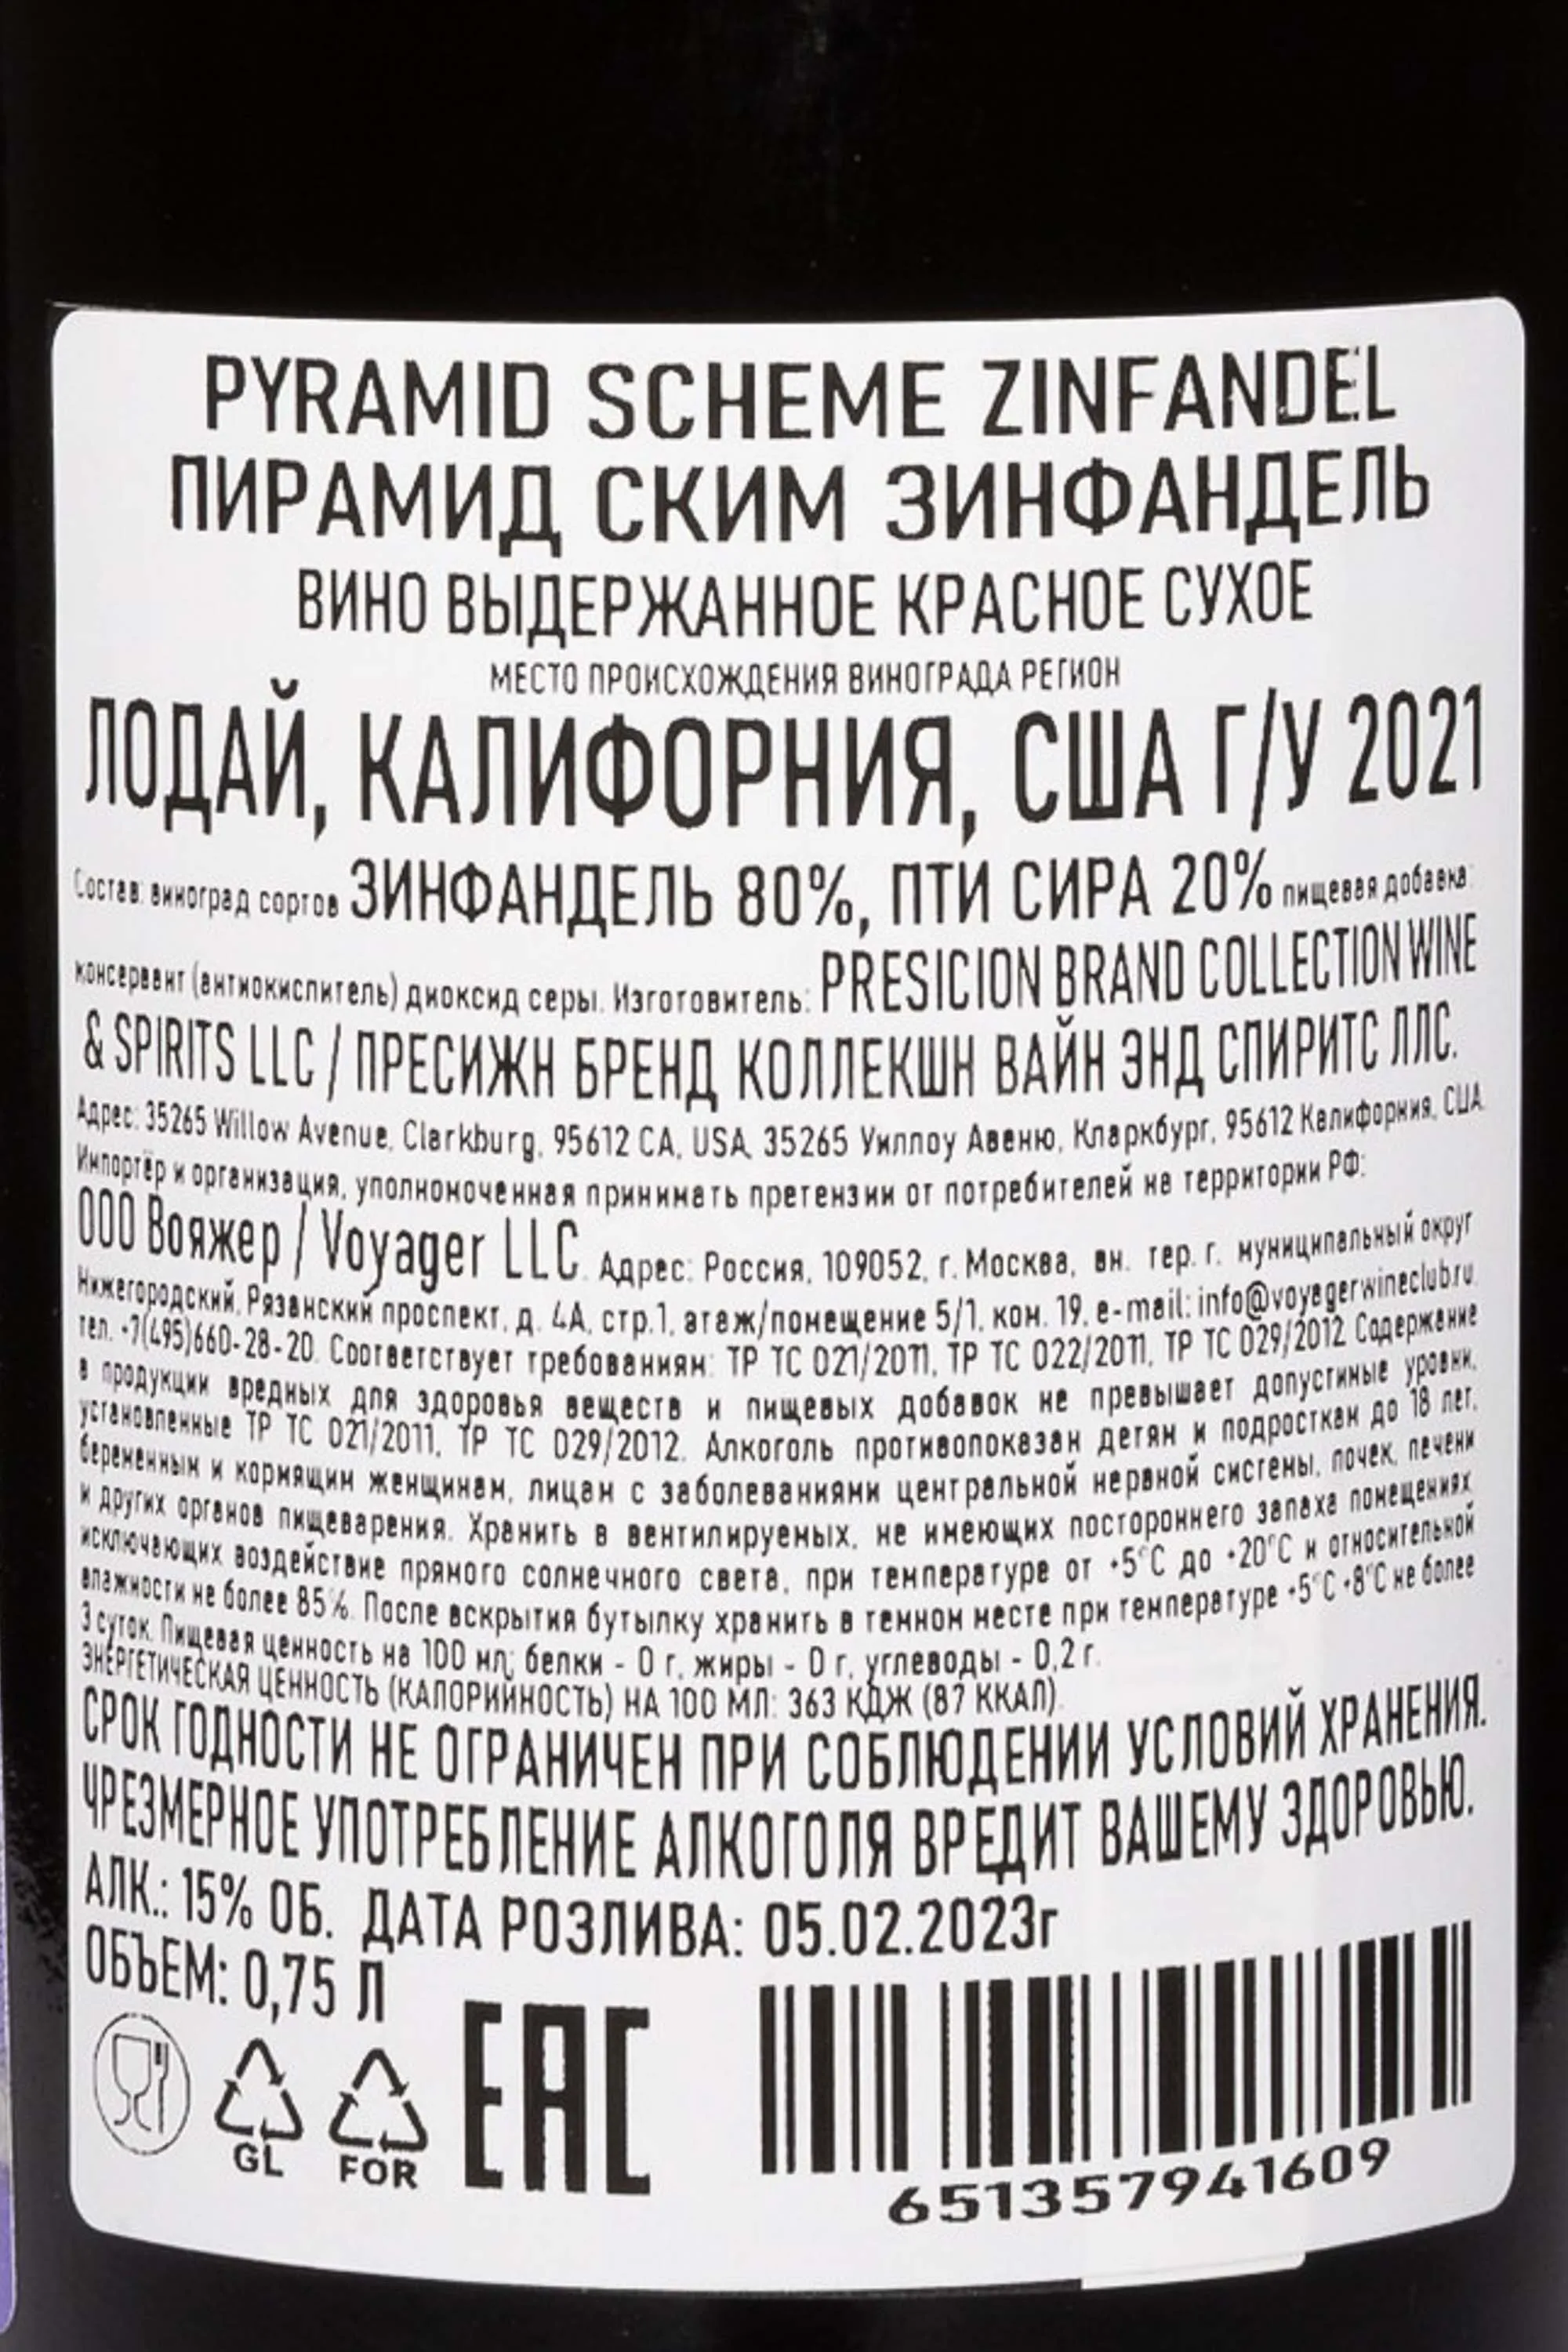 PYRAMID SCHEME ZINFANDEL
ПИРАМИД СКИМ ЗИНФАНДЕЛЬ
ВИНО ВЫДЕРЖАННОЕ КРАСНОЕ СУХОЕ
МЕСТО ПРОИСХОЖДЕНИЯ ВИНОГРАДА РЕГИОН
ЛОДАЙ, КАЛИФОРНИЯ, США Г/У 2021
Состав: виноград сортов ЗИНФАНДЕЛЬ 80%, ПТИ СИРА 20% пищевая добавка:
консервант (антиокислитель) диоксид серы. Изготовитель: PRESICION BRAND COLLECTION WINE
& SPIRITS LLC / ПРЕСИЖН БРЕНД КОЛЛЕКШН ВАЙН ЭНД СПИРИТС ЛЛС.
Адрес: 35265 Willow Avenue, Clarkburg, 95612 CA, USA, 35265 Уиллоу Авеню, Кларкбург, 95612 Калифорния, США.
Импортёр и организация, уполномоченная принимать претензии от потребителей на территории РФ:
ООО Вояжер / Voyager LLC. Адрес: Россия, 109052, г. Москва, вн. тер. г. муниципальный округ
Нижегородский, Рязанский проспект, д. 4А, стр.1, этаж/помещение 5/1, ком. 19, e-mail: info@voyagerwineclub.ru
тел. +7(495)660-28-20. Соответствует требованиям: ТР ТС 021/2011, ТР ТС 022/2011, ТР ТС 029/2012. Содержание
в продукции вредных для здоровья веществ и пищевых добавок не превышает допустимые уровни,
установленные ТР ТС 021/2011, ТР ТС 029/2012. Алкоголь противопоказан детям и подросткам до 18 лет,
беременным и кормящим женщинам, лицам с заболеваниями центральной нервной системы, почек, печени
и других органов пищеварения. Хранить в вентилируемых, не имеющих постороннего запаха помещениях,
исключающих воздействие прямого солнечного света, при температуре от +5°С до +20°С и относительной
влажности не более 85%. После вскрытия бутылку хранить в темном месте при температуре +5°С +8°С не более
3 суток. Пищевая ценность на 100 мл: белки - 0 г, жиры - 0 г, углеводы - 0,2 г.
ЭНЕРГЕТИЧЕСКАЯ ЦЕННОСТЬ (КАЛОРИЙНОСТЬ) НА 100 МЛ: 363 КДЖ (87 ККАЛ).
СРОК ГОДНОСТИ НЕ ОГРАНИЧЕН ПРИ СОБЛЮДЕНИИ УСЛОВИЙ ХРАНЕНИЯ.
ЧРЕЗМЕРНОЕ УПОТРЕБЛЕНИЕ АЛКОГОЛЯ ВРЕДИТ ВАШЕМУ ЗДОРОВЬЮ.
АЛК.: 15% ОБ. ДАТА РОЗЛИВА: 05.02.2023г
ОБЪЕМ: 0,75 Л
GL FOR EAC
651357941609